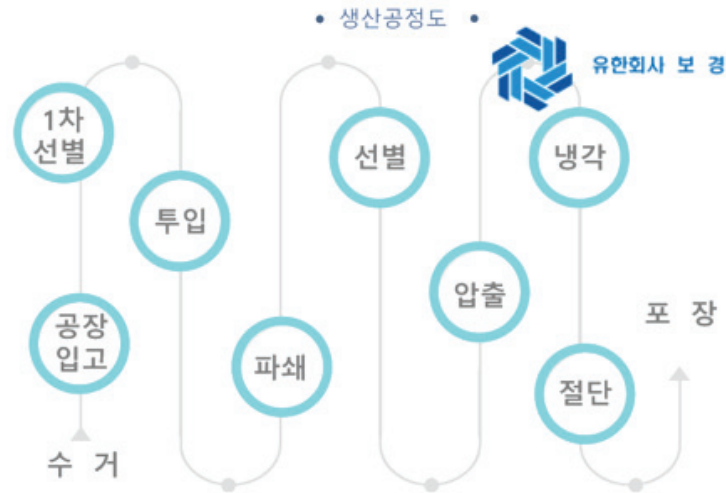 • 생산공정도 •
유한회사 보 경
수 거
공장
입고
1차
선별
투입
파쇄
선별
압출
냉각
절단
포 장